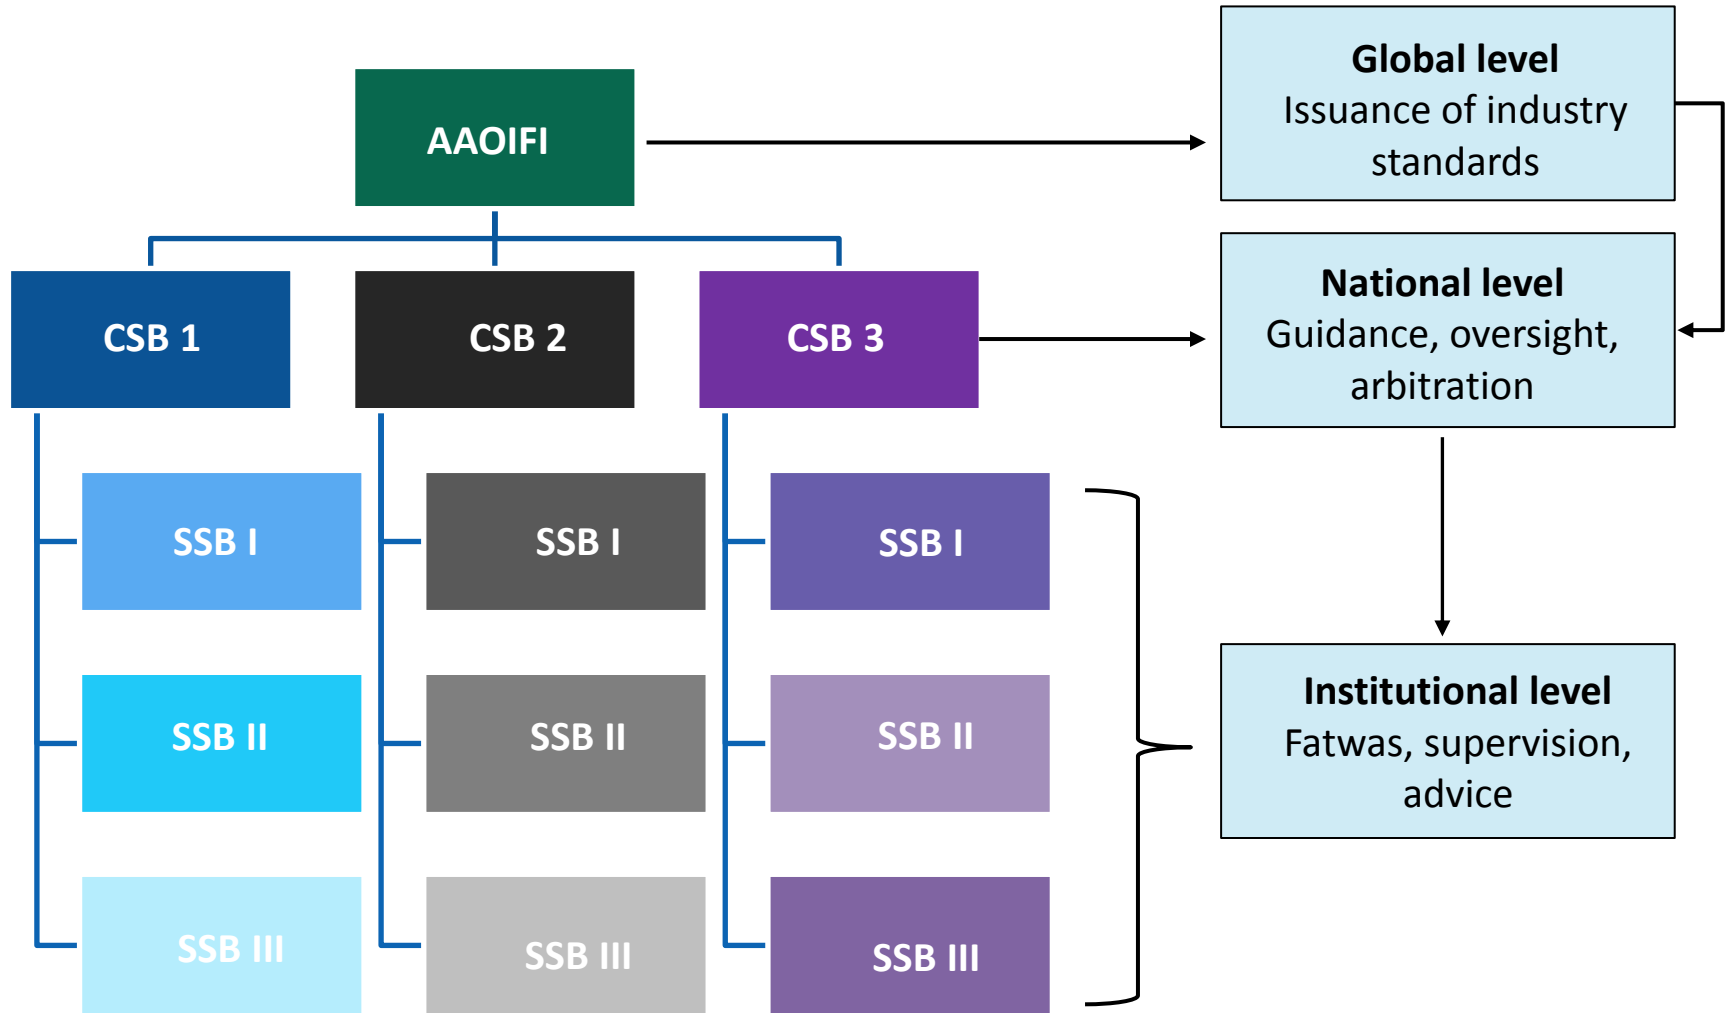 AAOIFI
Global level
Issuance of industry
standards
CSB 1
CSB 2
CSB 3
National level
Guidance, oversight,
arbitration
SSB I
SSB I
SSB I
SSB II
SSB II
SSB II
Institutional level
Fatwas, supervision,
advice
SSB III
SSB III
SSB III